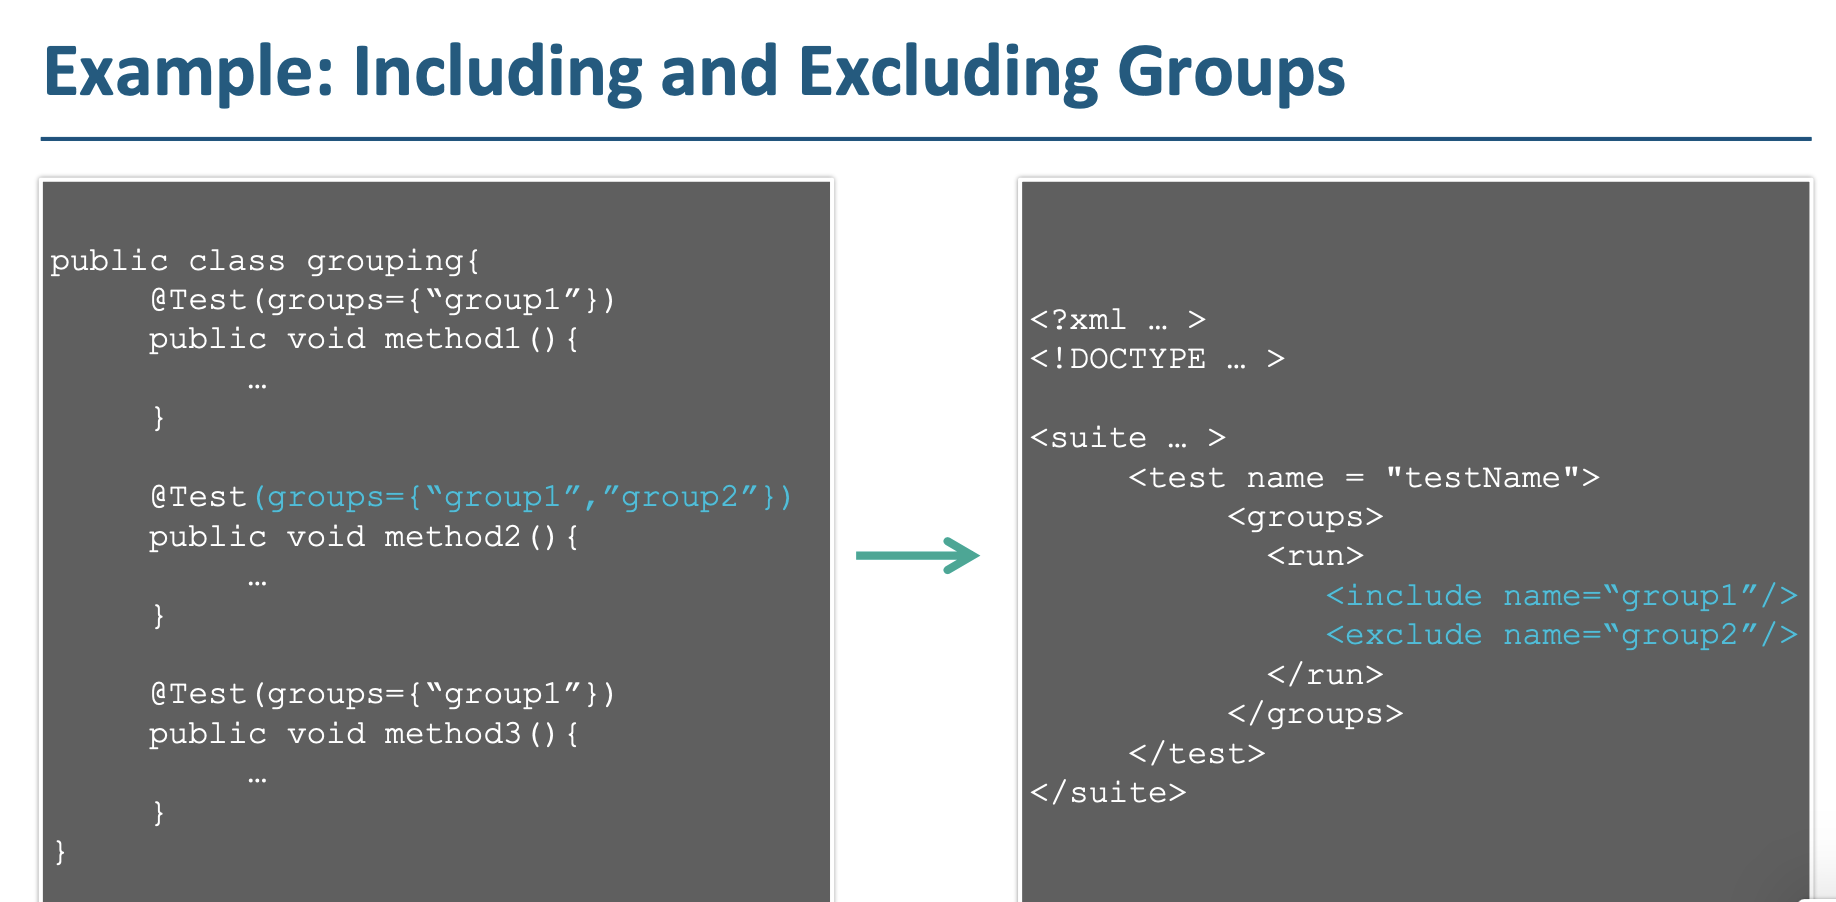 Example: Including and Excluding Groups
public class grouping{
@Test(groups={“group1”})
public void method1(){
…
}
@Test(groups={“group1”,”group2”})
public void method2(){
…
}
@Test(groups={“group1”})
public void method3(){
…
}
}
<?xml … >
<!DOCTYPE … >
<suite … >
<test name = "testName">
<groups>
<run>
<include name=“group1”/>
<exclude name=“group2”/>
</run>
</groups>
</test>
</suite>